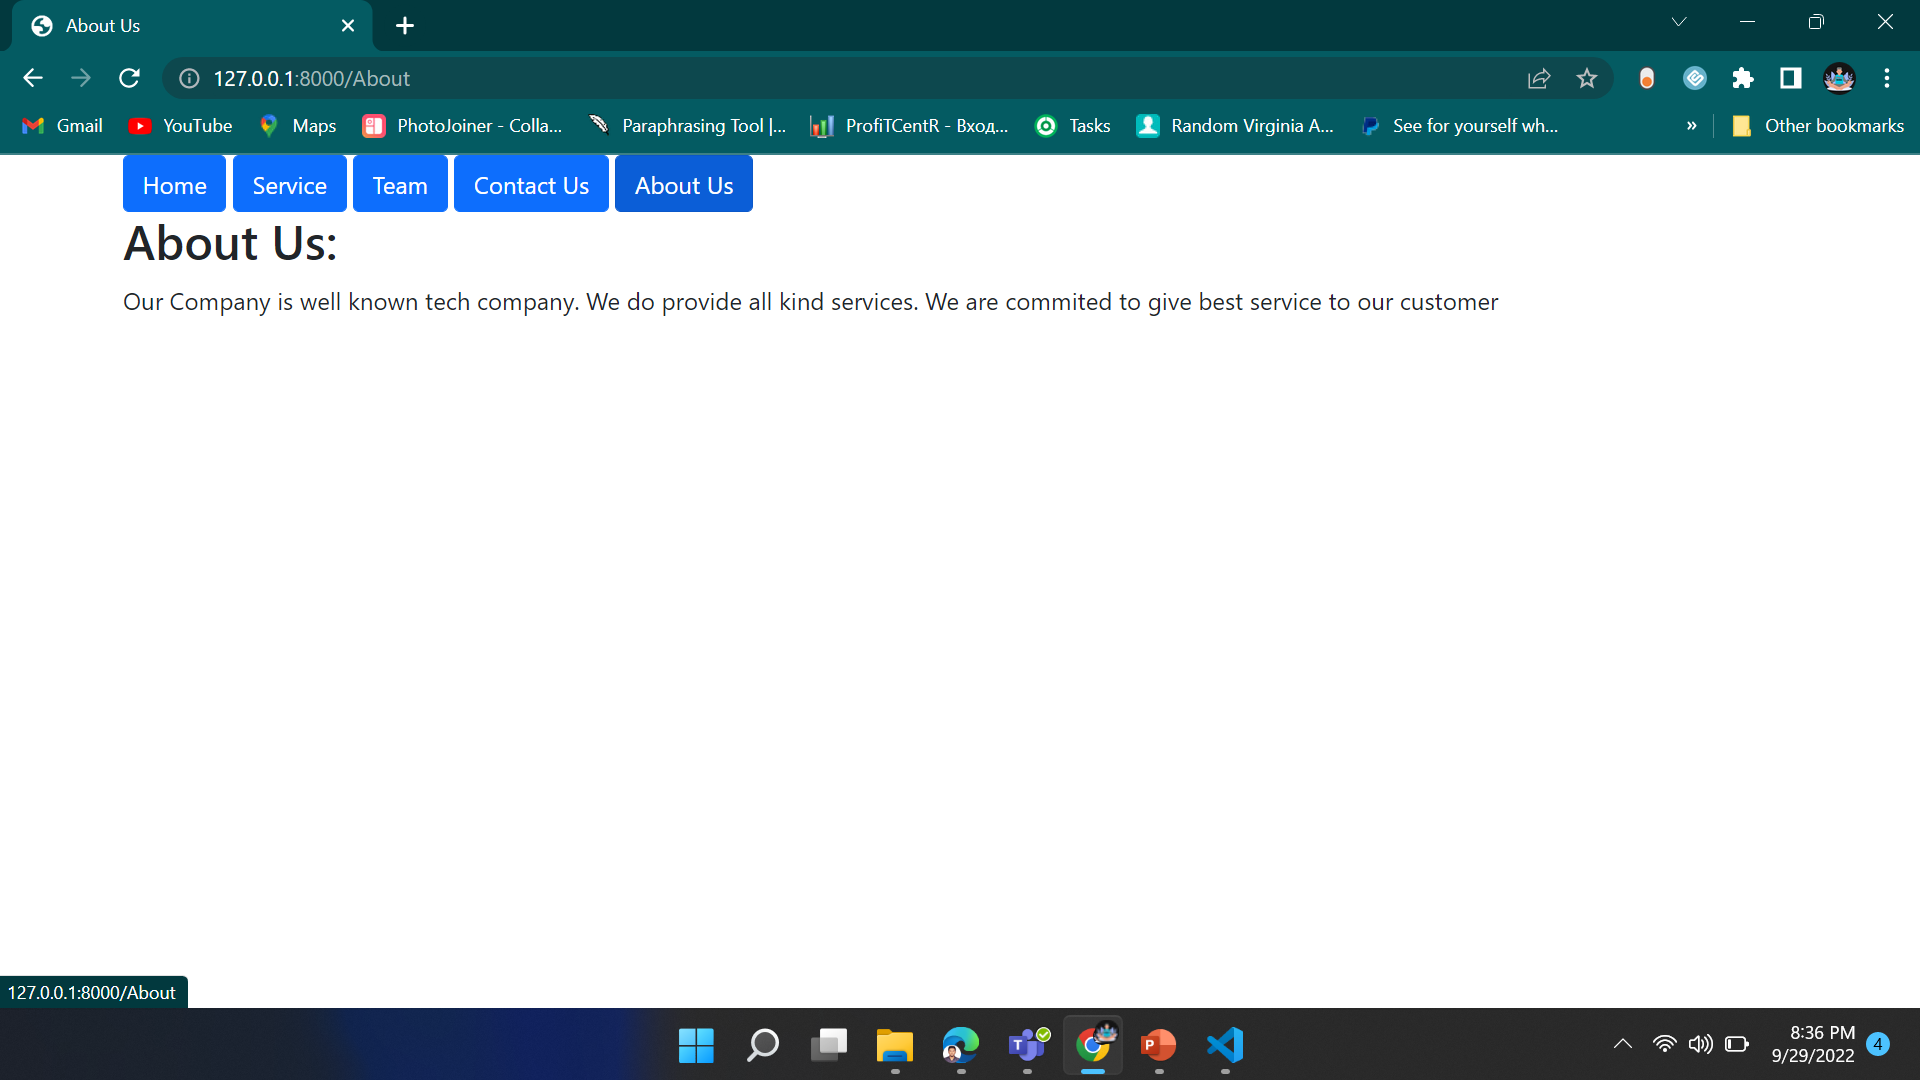 About Us
127.0.0.1:8000/About
Gmail YouTube Maps PhotoJoiner - Colla... Paraphrasing Tool |... ProfiTCentR - Вход... Tasks Random Virginia A... See for yourself wh... » Other bookmarks
Home Service Team Contact Us About Us
About Us:
Our Company is well known tech company. We do provide all kind services. We are commited to give best service to our customer
127.0.0.1:8000/About
8:36 PM
9/29/2022 4